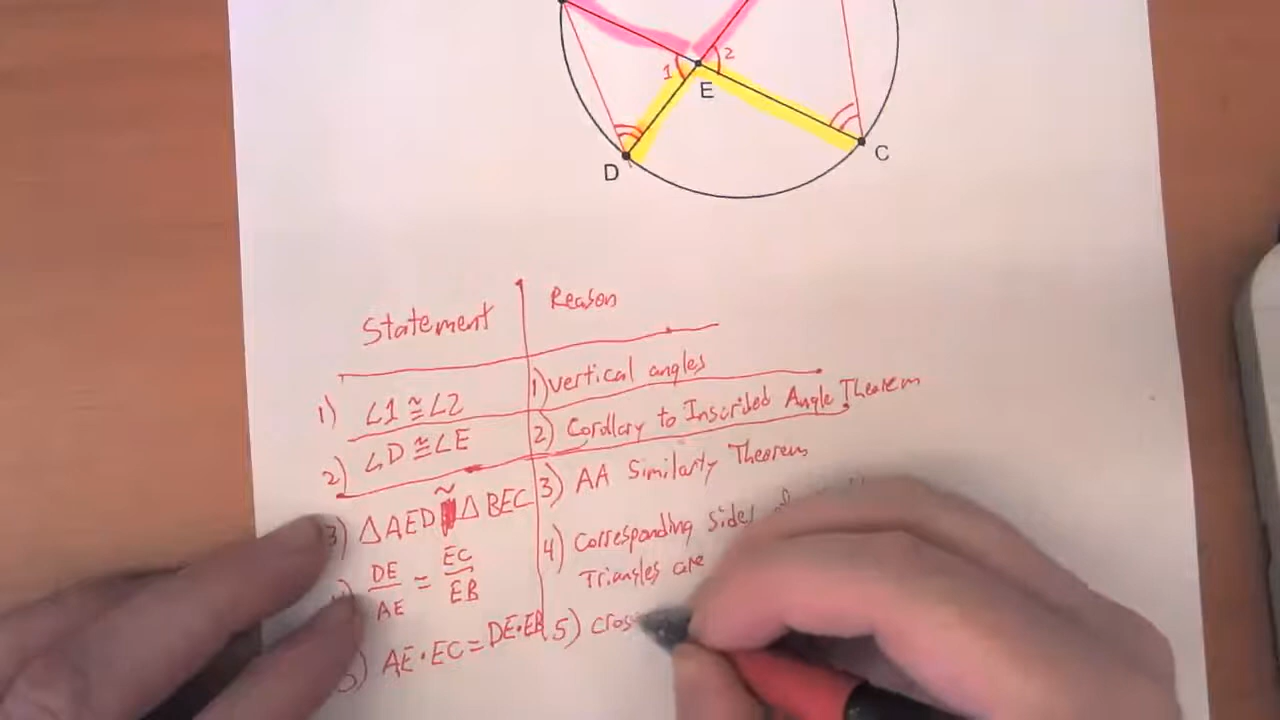 1
2
E
D
C
Statement
Reason
1) ∠1 ≅ ∠2
1) vertical angles
2) ∠D ≅ ∠E
2) Corollary to Inscribed Angle Theorem
3) △AED ~ △BEC
3) AA Similarity Theorem
DE/AE = EC/EB
4) Corresponding sides
Triangles are
5) AE·EC = DE·EB
5) cros